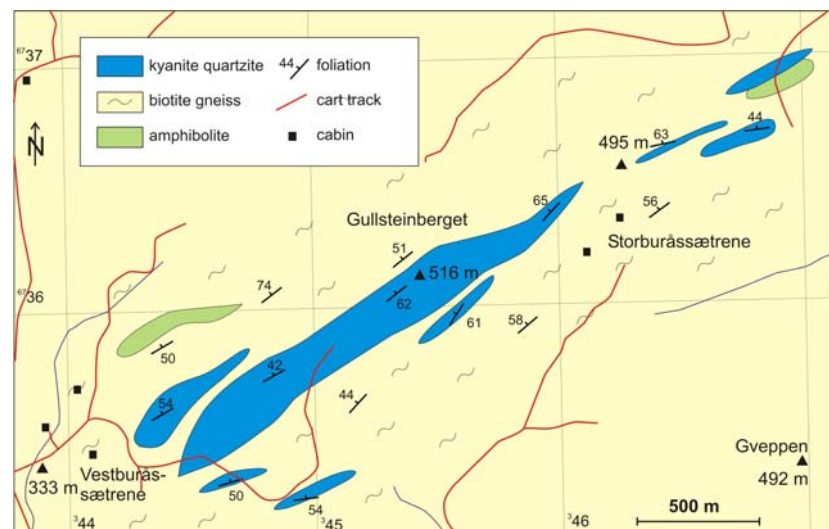 ⁶⁷37
kyanite quartzite
44 foliation
biotite gneiss
cart track
amphibolite
cabin
N
44
63
495 m
65
56
Gullsteinberget
51
Storburåssætrene
516 m
74
⁶⁷36
62
61
58
50
42
54
44
Vestburås-
sætrene
333 m
50
54
Gveppen
492 m
³44
³45
³46
500 m